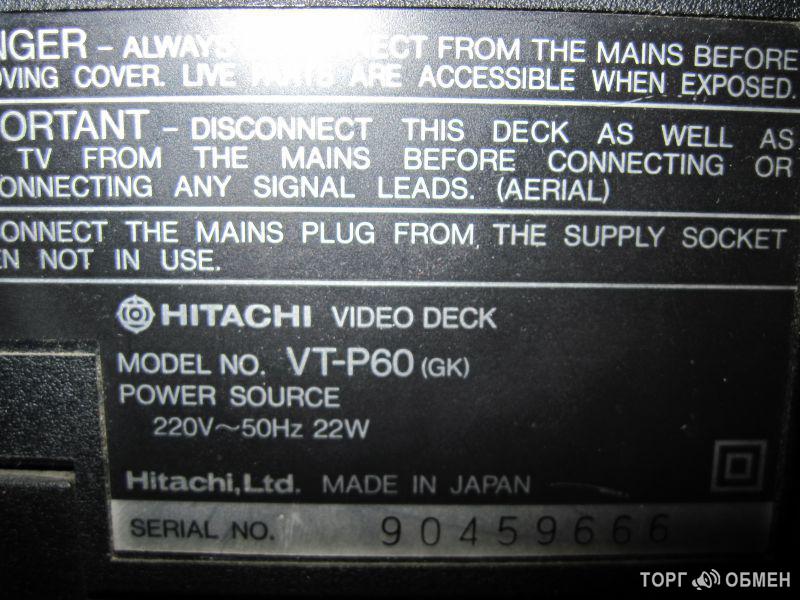 NGER - ALWAYS CONNECT FROM THE MAINS BEFORE
OVING COVER. LIVE PARTS ARE ACCESSIBLE WHEN EXPOSED.
ORTANT - DISCONNECT THIS DECK AS WELL AS
TV FROM THE MAINS BEFORE CONNECTING OR
ONNECTING ANY SIGNAL LEADS. (AERIAL)
ONNECT THE MAINS PLUG FROM, THE SUPPLY SOCKET
EN NOT IN USE.
HITACHI VIDEO DECK
MODEL NO. VT-P60 (GK)
POWER SOURCE
220V~50Hz 22W
Hitachi,Ltd. MADE IN JAPAN
SERIAL NO. 90459666
ТОРГ ОБМЕН